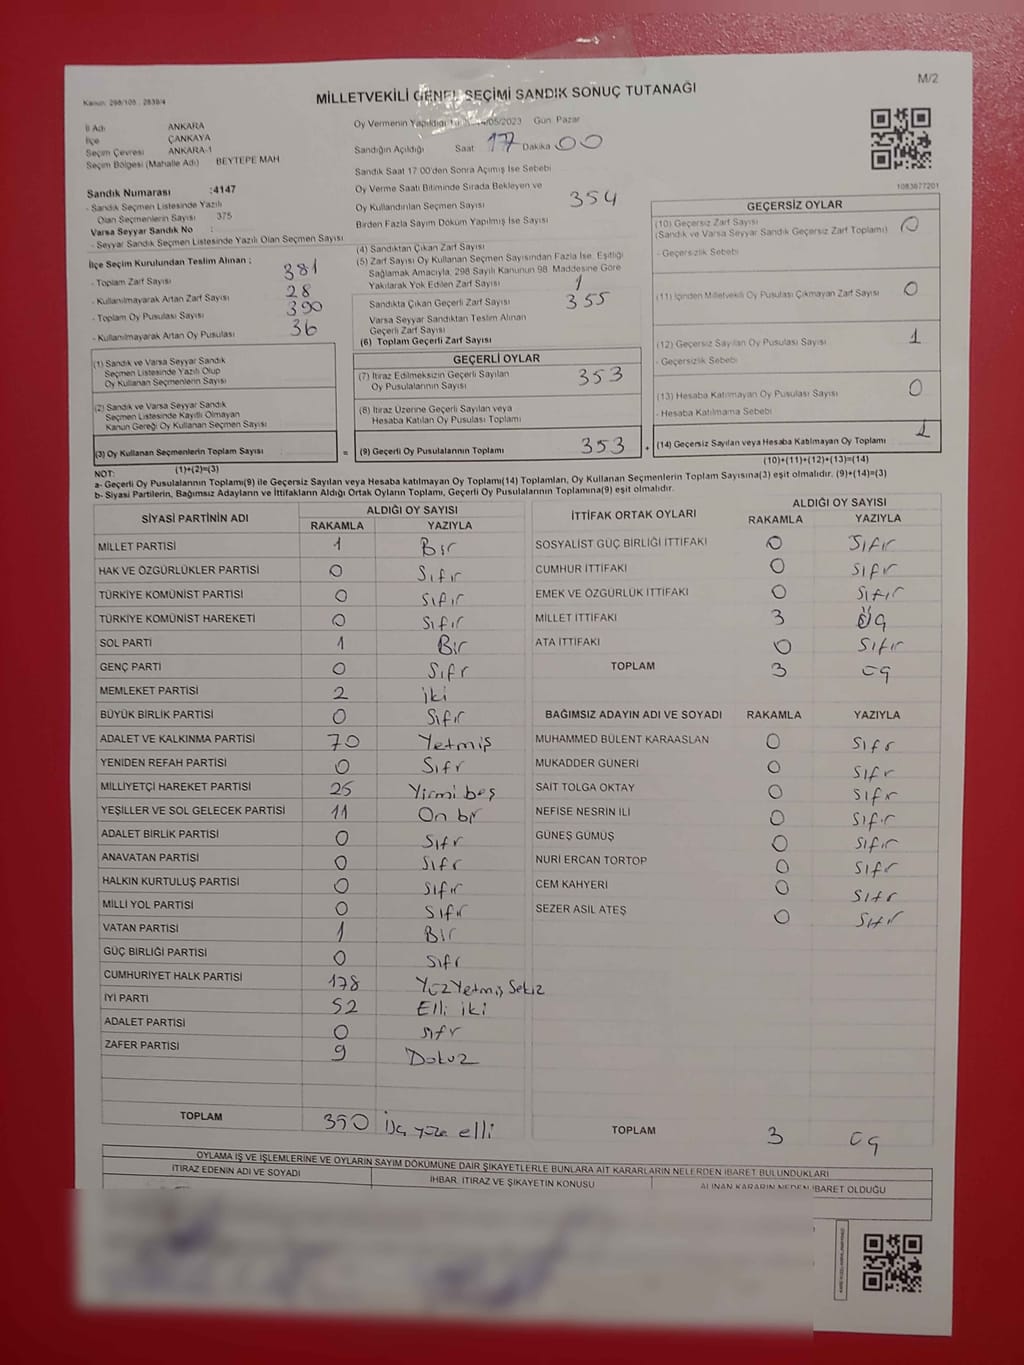 M/2
Kanun: 298/105 , 2839/4
MİLLETVEKİLİ GENEL SEÇİMİ SANDIK SONUÇ TUTANAĞI
İl Adı ANKARA
İlçe ÇANKAYA
Seçim Çevresi ANKARA-1
Seçim Bölgesi (Mahalle Adı) BEYTEPE MAH
Sandık Numarası :4147
- Sandık Seçmen Listesinde Yazılı
Olan Seçmenlerin Sayısı : 375
Varsa Seyyar Sandık No :
- Seyyar Sandık Seçmen Listesinde Yazılı Olan Seçmen Sayısı
İlçe Seçim Kurulundan Teslim Alınan ;
- Toplam Zarf Sayısı 381
- Kullanılmayarak Artan Zarf Sayısı 28
- Toplam Oy Pusulası Sayısı 390
- Kullanılmayarak Artan Oy Pusulası 36
(1) Sandık ve Varsa Seyyar Sandık
Seçmen Listesinde Yazılı Olup
Oy Kullanan Seçmenlerin Sayısı
(2) Sandık ve Varsa Seyyar Sandık
Seçmen Listesinde Kayıtlı Olmayan
Kanun Gereği Oy Kullanan Seçmen Sayısı
(3) Oy Kullanan Seçmenlerin Toplam Sayısı
(1)+(2)=(3)
Oy Vermenin Yapıldığı 14/05/2023 Gün: Pazar
Sandığın Açıldığı Saat 17 Dakika 00
Sandık Saat 17:00'den Sonra Açılmış İse Sebebi
Oy Verme Saati Bitiminde Sırada Bekleyen ve
Oy Kullandırılan Seçmen Sayısı 354
Birden Fazla Sayım Döküm Yapılmış İse Sayısı
(4) Sandıktan Çıkan Zarf Sayısı
(5) Zarf Sayısı Oy Kullanan Seçmen Sayısından Fazla İse, Eşitliği
Sağlamak Amacıyla, 298 Sayılı Kanunun 98. Maddesine Göre
Yakılarak Yok Edilen Zarf Sayısı 1
Sandıkta Çıkan Geçerli Zarf Sayısı 355
Varsa Seyyar Sandıktan Teslim Alınan
Geçerli Zarf Sayısı
(6) Toplam Geçerli Zarf Sayısı
GEÇERLİ OYLAR
(7) İtiraz Edilmeksizin Geçerli Sayılan
Oy Pusulalarının Sayısı 353
(8) İtiraz Üzerine Geçerli Sayılan veya
Hesaba Katılan Oy Pusulası Toplamı
= (9) Geçerli Oy Pusulalarının Toplamı 353 +
1083677201
GEÇERSİZ OYLAR
(10) Geçersiz Zarf Sayısı 0
(Sandık ve Varsa Seyyar Sandık Geçersiz Zarf Toplamı)
- Geçersizlik Sebebi
(11) İçinden Milletvekili Oy Pusulası Çıkmayan Zarf Sayısı 0
(12) Geçersiz Sayılan Oy Pusulası Sayısı 1
- Geçersizlik Sebebi
(13) Hesaba Katılmayan Oy Pusulası Sayısı 0
- Hesaba Katılmama Sebebi
(14) Geçersiz Sayılan veya Hesaba Katılmayan Oy Toplamı 1
(10)+(11)+(12)+(13)=(14)
NOT:
a- Geçerli Oy Pusulalarının Toplamı(9) ile Geçersiz Sayılan veya Hesaba katılmayan Oy Toplamı(14) Toplamları, Oy Kullanan Seçmenlerin Toplam Sayısına(3) eşit olmalıdır. (9)+(14)=(3)
b- Siyasi Partilerin, Bağımsız Adayların ve İttifakların Aldığı Ortak Oyların Toplamı, Geçerli Oy Pusulalarının Toplamına(9) eşit olmalıdır.
SİYASİ PARTİNİN ADI ALDIĞI OY SAYISI
RAKAMLA YAZIYLA
MİLLET PARTİSİ 1 Bir
HAK VE ÖZGÜRLÜKLER PARTİSİ 0 Sıfır
TÜRKİYE KOMÜNİST PARTİSİ 0 Sıfır
TÜRKİYE KOMÜNİST HAREKETİ 0 Sıfır
SOL PARTİ 1 Bir
GENÇ PARTİ 0 Sıfr
MEMLEKET PARTİSİ 2 iki
BÜYÜK BİRLİK PARTİSİ 0 Sıfır
ADALET VE KALKINMA PARTİSİ 70 Yetmiş
YENİDEN REFAH PARTİSİ 0 Sıfr
MİLLİYETÇİ HAREKET PARTİSİ 25 Yirmi beş
YEŞİLLER VE SOL GELECEK PARTİSİ 11 On bir
ADALET BİRLİK PARTİSİ 0 Sıfr
ANAVATAN PARTİSİ 0 Sıfr
HALKIN KURTULUŞ PARTİSİ 0 Sıfır
MİLLİ YOL PARTİSİ 0 Sıfır
VATAN PARTİSİ 1 Bir
GÜÇ BİRLİĞİ PARTİSİ 0 Sıfr
CUMHURİYET HALK PARTİSİ 178 YüzYetmiş Sekiz
İYİ PARTİ 52 Elli iki
ADALET PARTİSİ 0 sıfr
ZAFER PARTİSİ 9 Dokuz
TOPLAM 350 üç yüz elli
İTTİFAK ORTAK OYLARI ALDIĞI OY SAYISI
RAKAMLA YAZIYLA
SOSYALİST GÜÇ BİRLİĞİ İTTİFAKI 0 Sıfır
CUMHUR İTTİFAKI 0 Sıfır
EMEK VE ÖZGÜRLÜK İTTİFAKI 0 Sıfır
MİLLET İTTİFAKI 3 Üç
ATA İTTİFAKI 0 Sıfır
TOPLAM 3 üç
BAĞIMSIZ ADAYIN ADI VE SOYADI RAKAMLA YAZIYLA
MUHAMMED BÜLENT KARAASLAN 0 Sıfır
MUKADDER GÜNERİ 0 Sıfr
SAİT TOLGA OKTAY 0 Sıfır
NEFİSE NESRİN İLİ 0 Sıfır
GÜNEŞ GÜMÜŞ 0 Sıfır
NURİ ERCAN TORTOP 0 Sıfr
CEM KAHYERİ 0 Sıfr
SEZER ASİL ATEŞ 0 Sıfır
TOPLAM 3 üç
OYLAMA İŞ VE İŞLEMLERİNE VE OYLARIN SAYIM DÖKÜMÜNE DAİR ŞİKAYETLERLE BUNLARA AİT KARARLARIN NELERDEN İBARET BULUNDUKLARI
İTİRAZ EDENİN ADI VE SOYADI İHBAR, İTİRAZ VE ŞİKAYETİN KONUSU ALINAN KARARIN NEDEN İBARET OLDUĞU